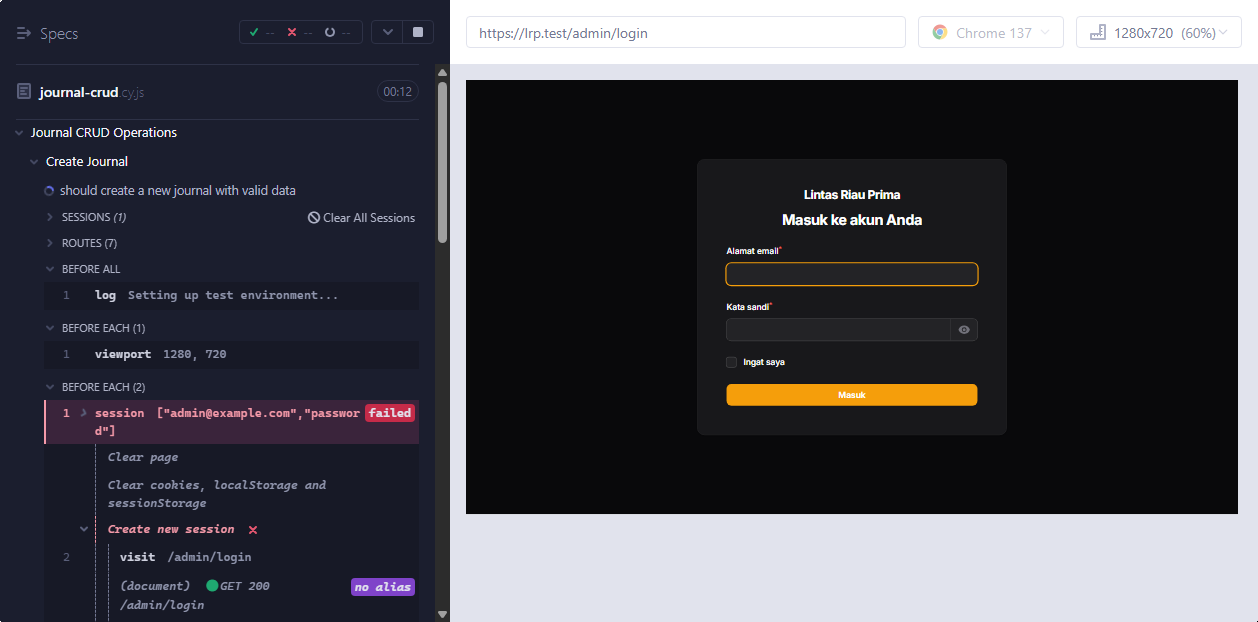 Specs
-- -- --
journal-crud.cy.js
00:12
Journal CRUD Operations
Create Journal
should create a new journal with valid data
SESSIONS (1)
Clear All Sessions
ROUTES (7)
BEFORE ALL
1 log Setting up test environment...
BEFORE EACH (1)
1 viewport 1280, 720
BEFORE EACH (2)
1 session ["admin@example.com","passwor failed
d"]
Clear page
Clear cookies, localStorage and
sessionStorage
Create new session
2 visit /admin/login
(document) GET 200 no alias
/admin/login
https://lrp.test/admin/login
Chrome 137
1280x720 (60%)
Lintas Riau Prima
Masuk ke akun Anda
Alamat email*
Kata sandi*
Ingat saya
Masuk